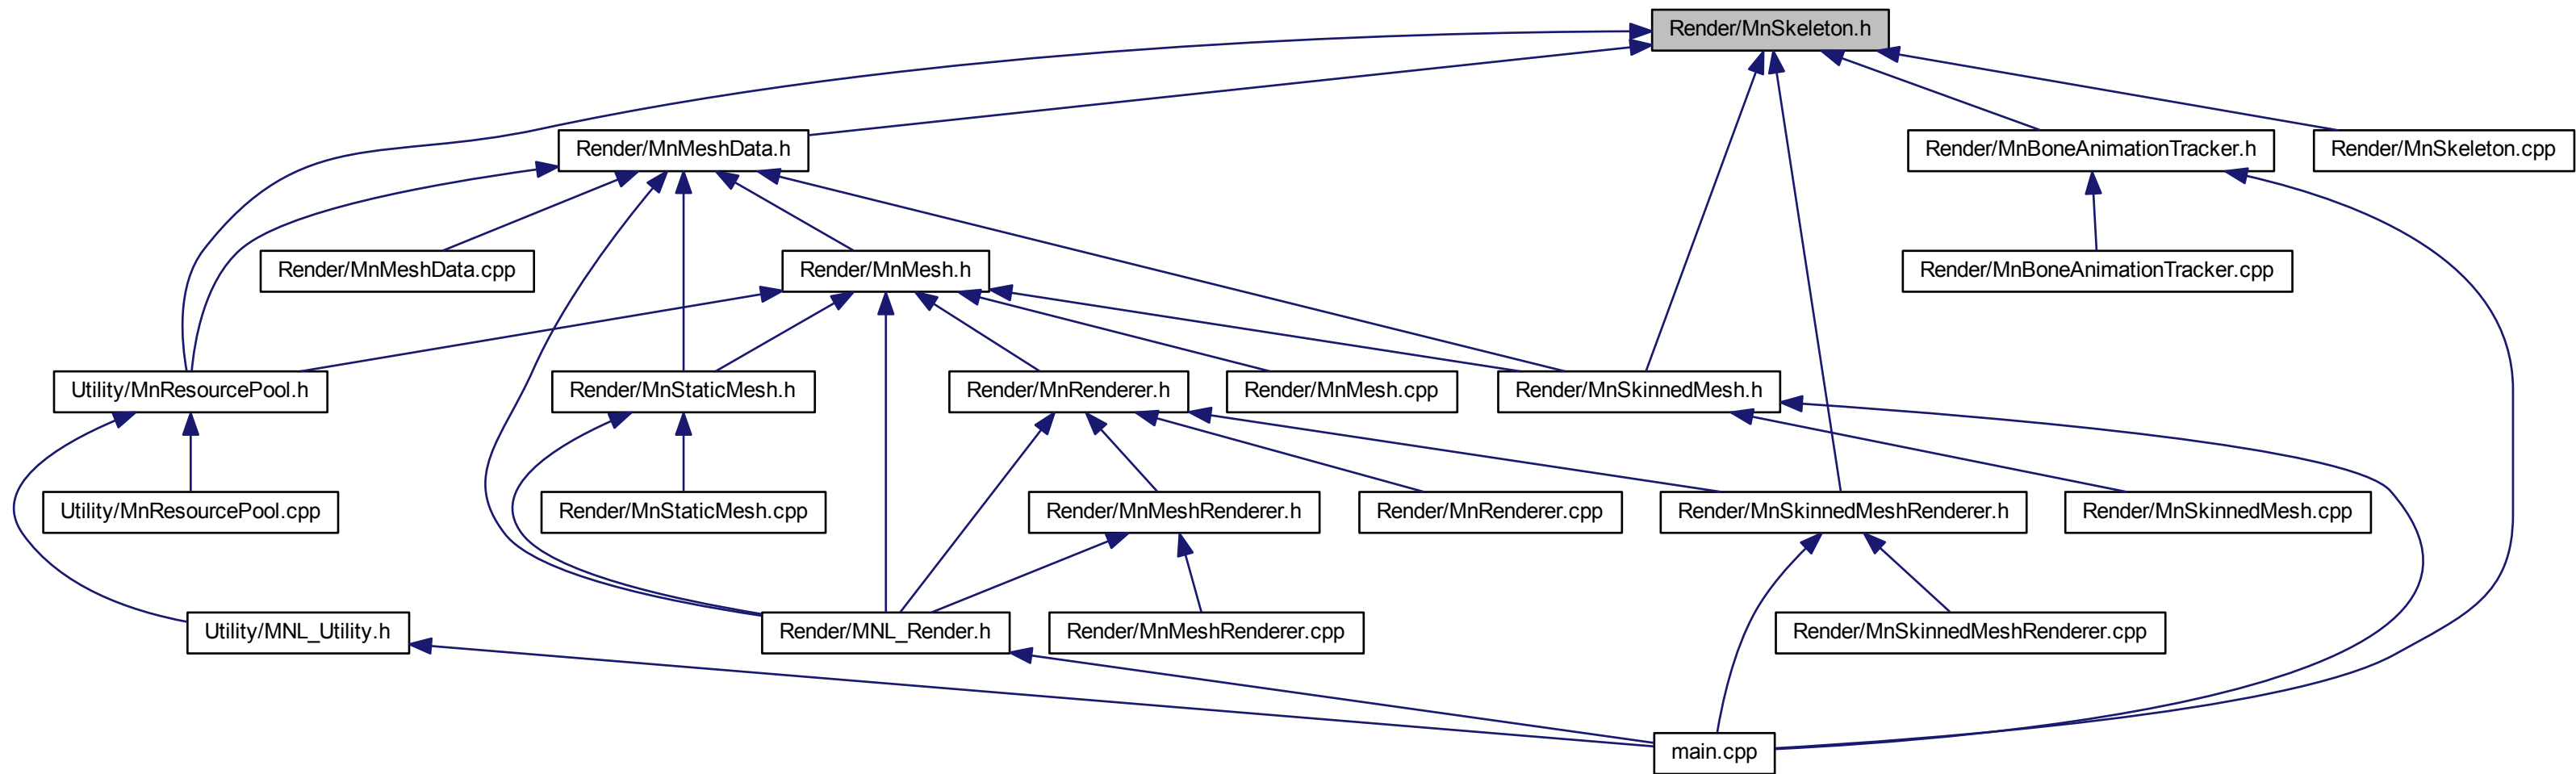 Render/MnSkeleton.h
Render/MnMeshData.h
Render/MnBoneAnimationTracker.h
Render/MnSkeleton.cpp
Render/MnMeshData.cpp
Render/MnMesh.h
Render/MnBoneAnimationTracker.cpp
Utility/MnResourcePool.h
Render/MnStaticMesh.h
Render/MnRenderer.h
Render/MnMesh.cpp
Render/MnSkinnedMesh.h
Utility/MnResourcePool.cpp
Render/MnStaticMesh.cpp
Render/MnMeshRenderer.h
Render/MnRenderer.cpp
Render/MnSkinnedMeshRenderer.h
Render/MnSkinnedMesh.cpp
Utility/MNL_Utility.h
Render/MNL_Render.h
Render/MnMeshRenderer.cpp
Render/MnSkinnedMeshRenderer.cpp
main.cpp